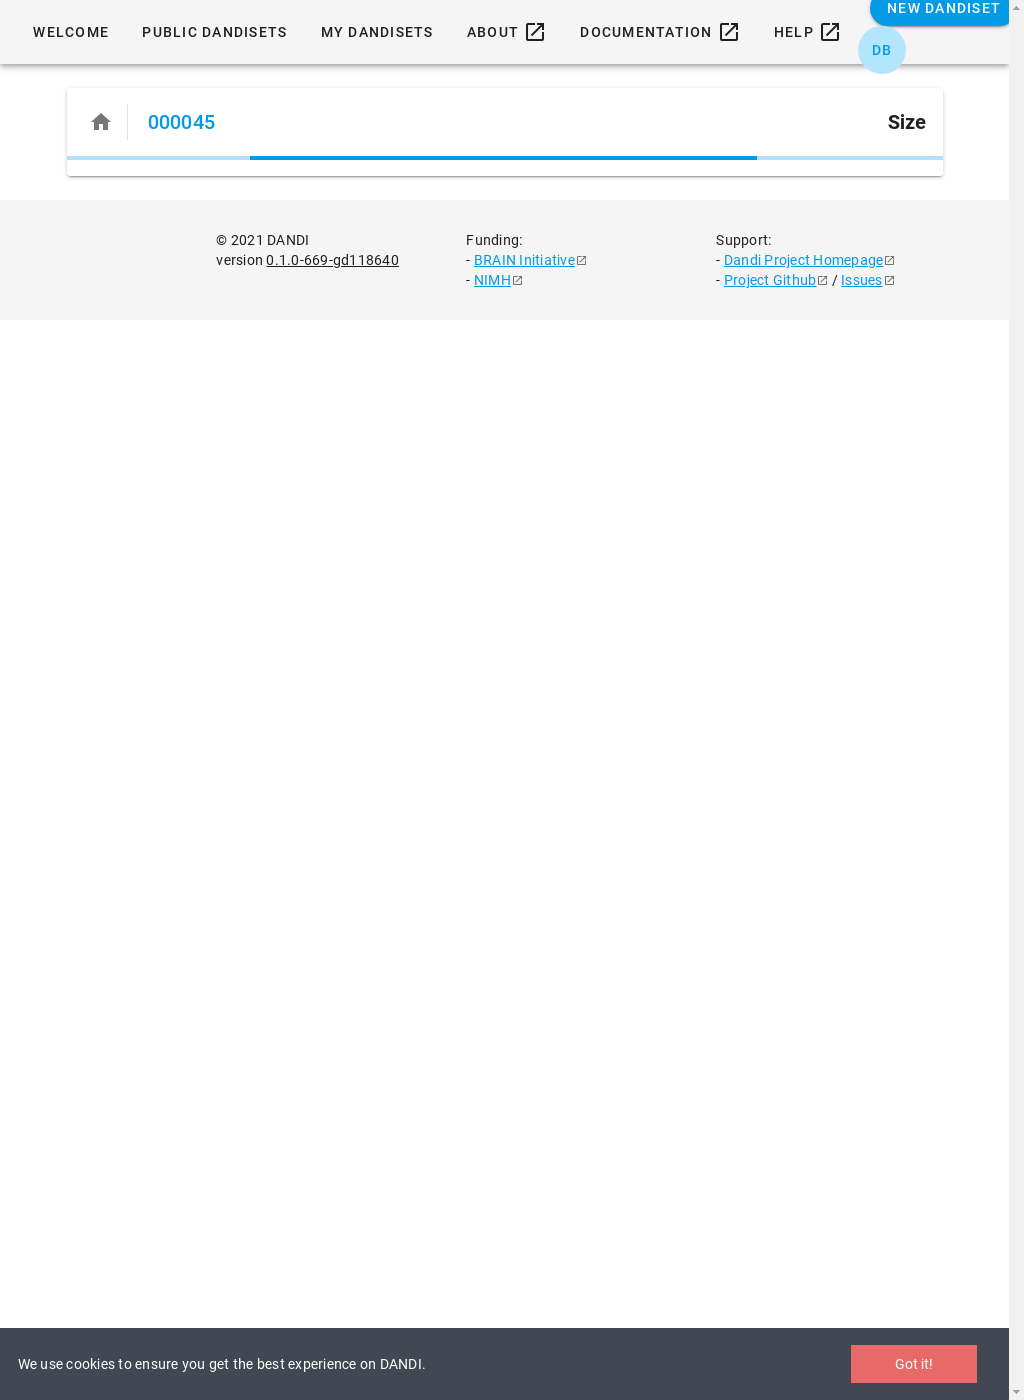 NEW DANDISET
WELCOME PUBLIC DANDISETS MY DANDISETS ABOUT DOCUMENTATION HELP
DB
000045 Size
© 2021 DANDI
version 0.1.0-669-gd118640
Funding:
- BRAIN Initiative
- NIMH
Support:
- Dandi Project Homepage
- Project Github / Issues
We use cookies to ensure you get the best experience on DANDI. Got it!